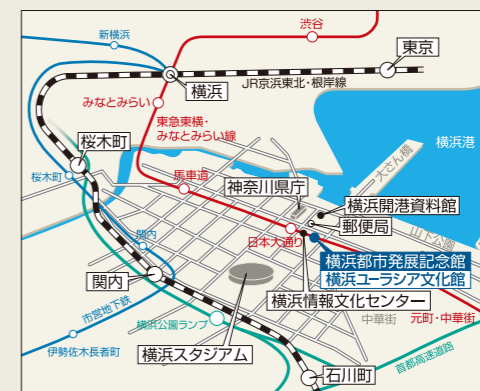 渋谷
新横浜
東京
横浜
JR京浜東北・根岸線
みなとみらい
東急東横・
みなとみらい線
桜木町
横浜港
大さん橋
桜木町
馬車道
神奈川県庁
横浜開港資料館
郵便局
山下公園
関内
日本大通り
横浜都市発展記念館
横浜ユーラシア文化館
関内
横浜情報文化センター
市営地下鉄
横浜公園ランプ
中華街
元町・中華街
伊勢佐木長者町
横浜スタジアム
首都高速道路
石川町